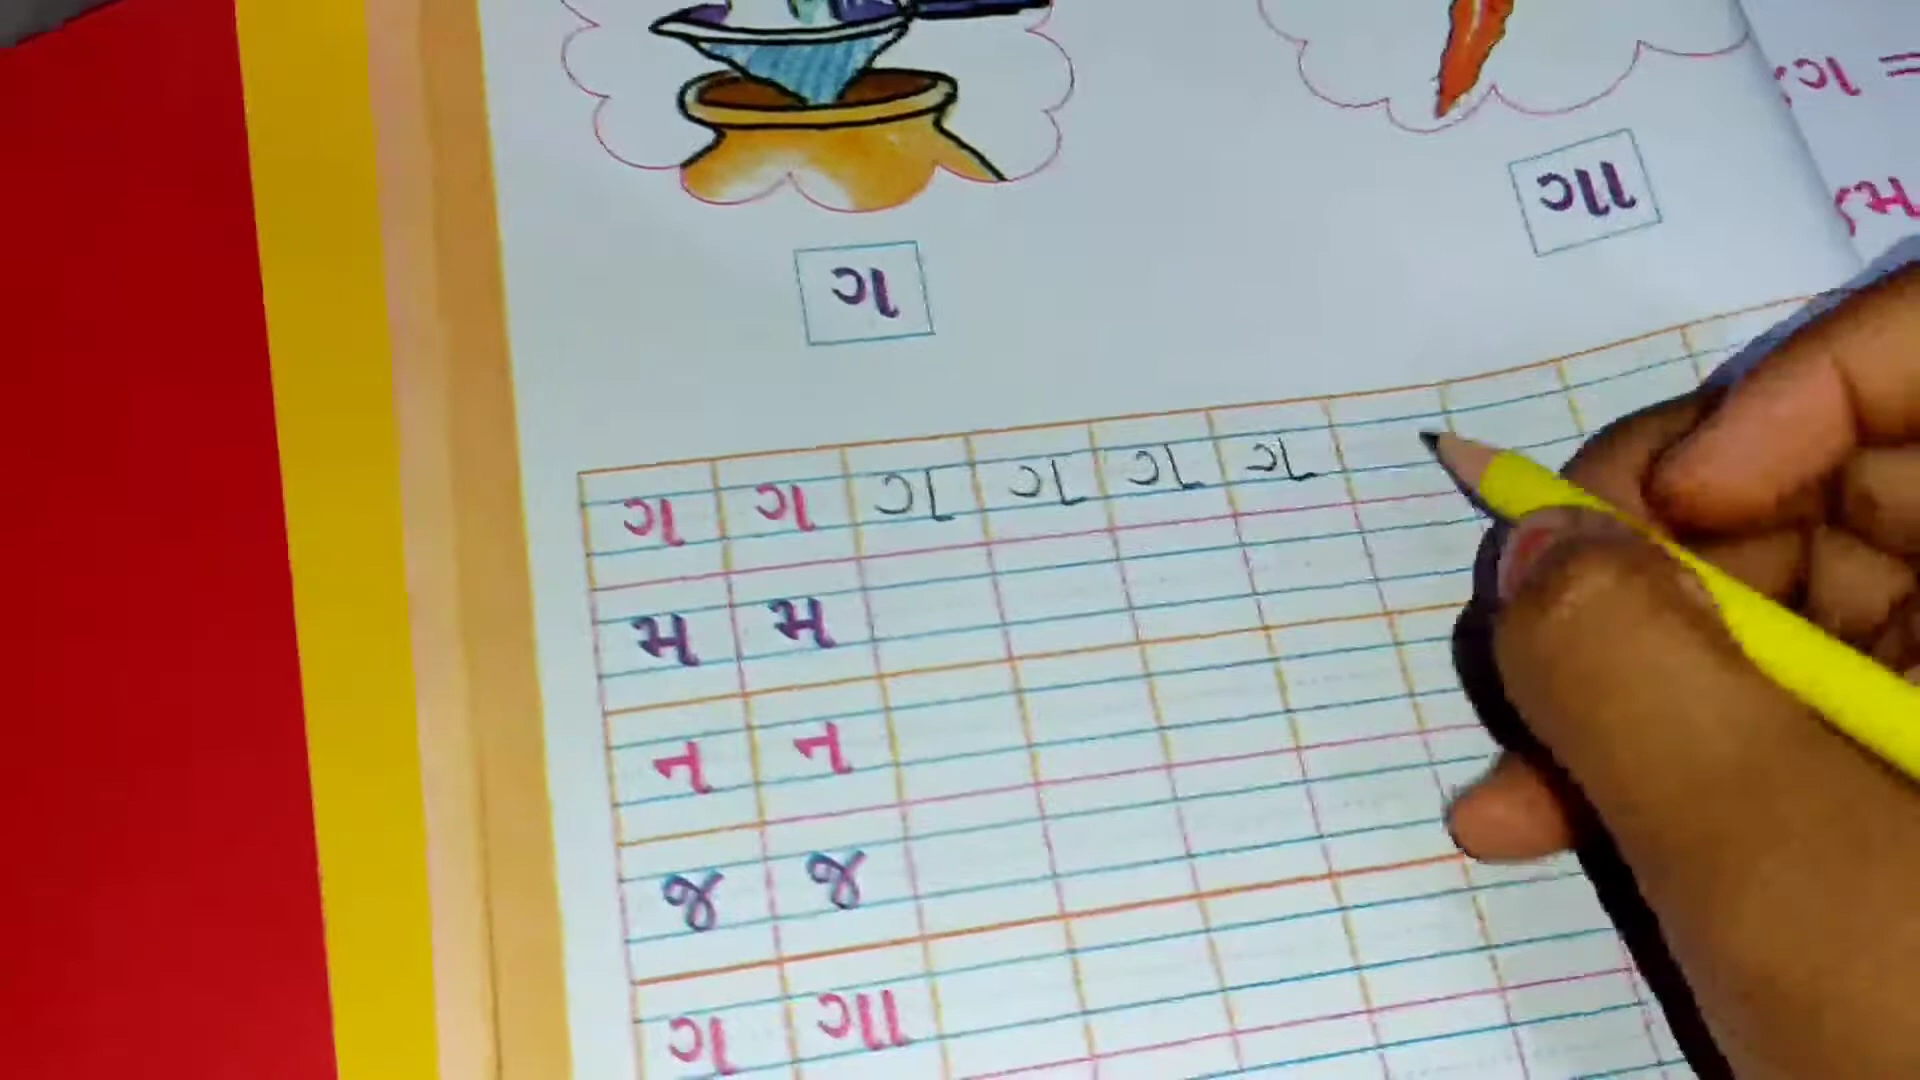 ગ
ગા
ગ ગ ગ ગ ગ ગ
મ મ
ન ન
જ જ
ગ ગા